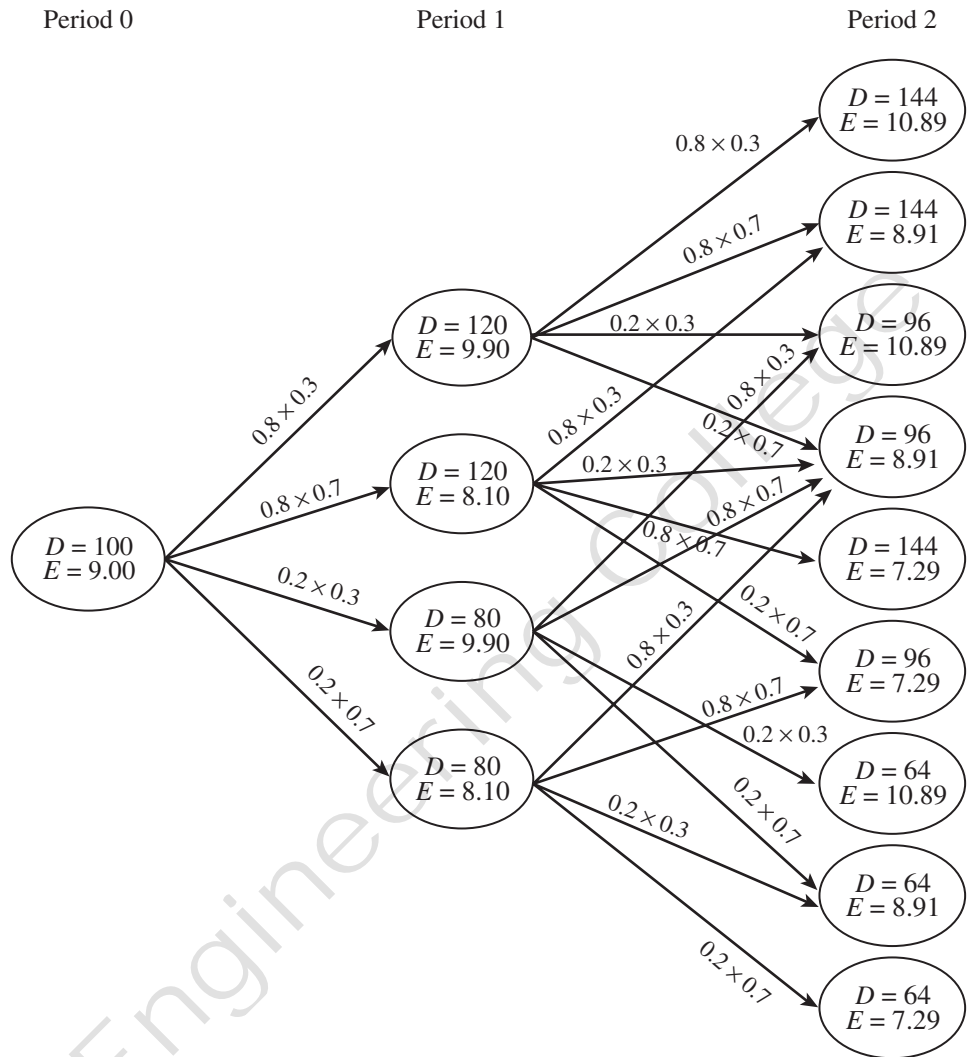 Period 0
Period 1
Period 2
D = 144
E = 10.89
0.8 × 0.3
D = 144
E = 8.91
0.8 × 0.7
D = 120
E = 9.90
0.2 × 0.3
D = 96
E = 10.89
0.8 × 0.3
0.8 × 0.3
0.8 × 0.3
0.2 × 0.7
D = 96
E = 8.91
D = 120
E = 8.10
0.2 × 0.3
0.8 × 0.7
0.8 × 0.7
0.8 × 0.7
D = 100
E = 9.00
D = 144
E = 7.29
0.2 × 0.3
D = 80
E = 9.90
0.2 × 0.7
0.8 × 0.3
D = 96
E = 7.29
0.2 × 0.7
0.8 × 0.7
0.2 × 0.3
D = 80
E = 8.10
D = 64
E = 10.89
0.2 × 0.3
0.2 × 0.7
D = 64
E = 8.91
0.2 × 0.7
D = 64
E = 7.29
Engineering College